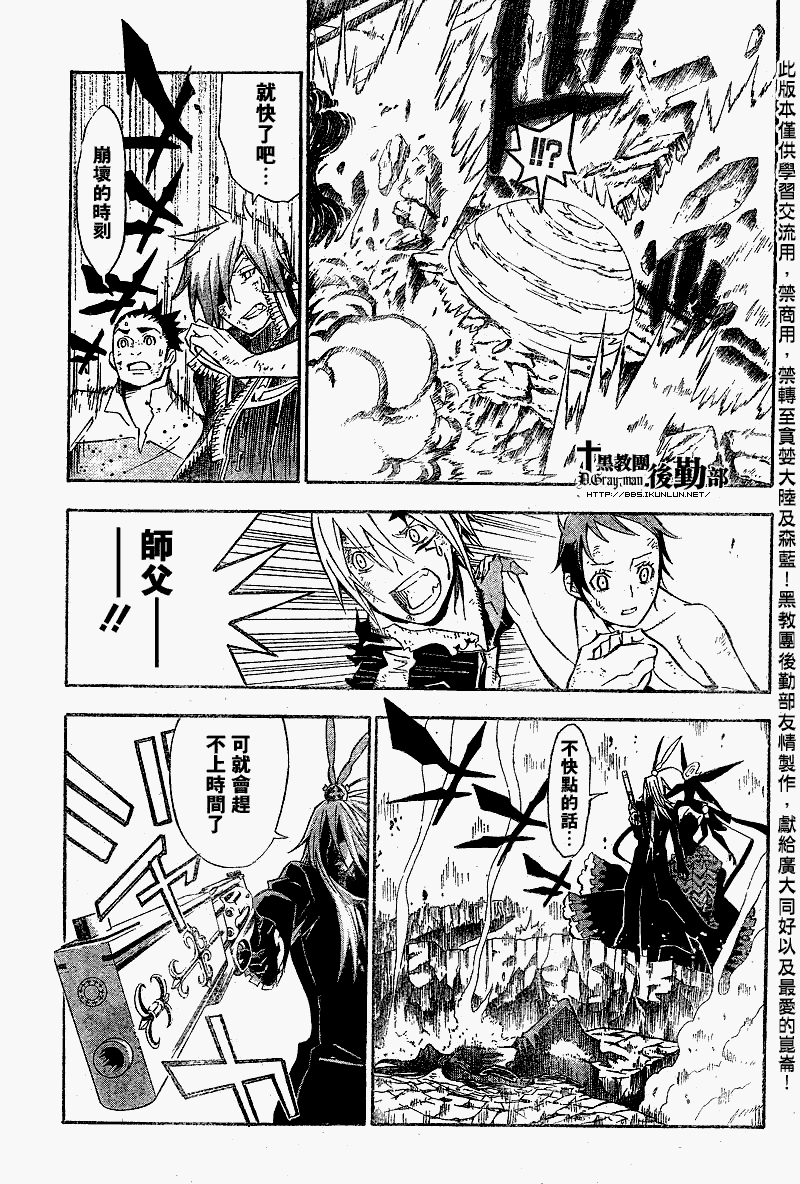 !!?
就快了吧…
崩壞的時刻
黑教團
D.Gray.man
後勤部
HTTP://BBS.IKUNLUN.NET/
師父——
——!!
不快點的話…
可就會趕
不上時間了
此版本僅供學習交流用，禁商用，禁轉至貪婪大陸及森藍！黑教團後勤部友情製作，獻給廣大同好以及最愛的崑崙！